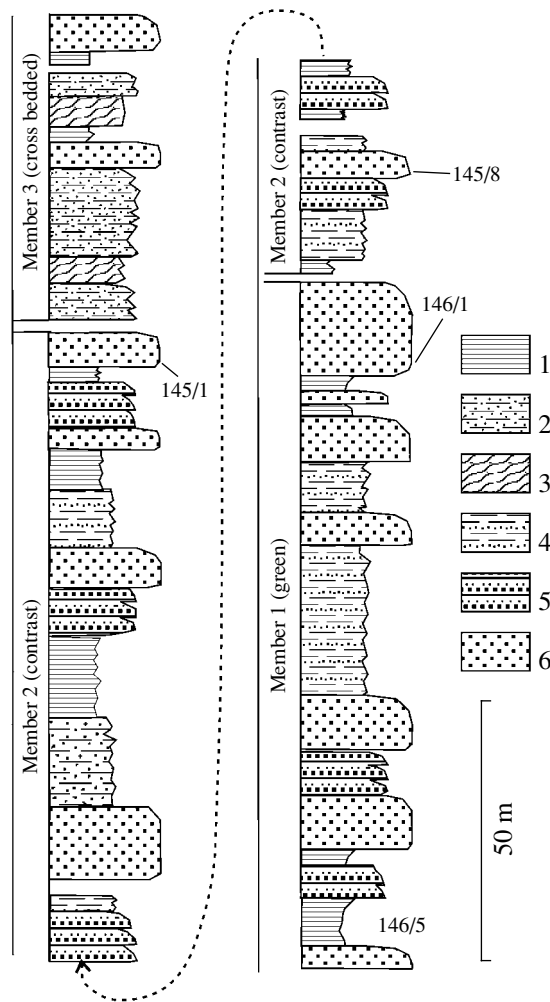 Member 3 (cross bedded)
145/1
Member 2 (contrast)
Member 2 (contrast)
145/8
146/1
Member 1 (green)
146/5
1
2
3
4
5
6
50 m